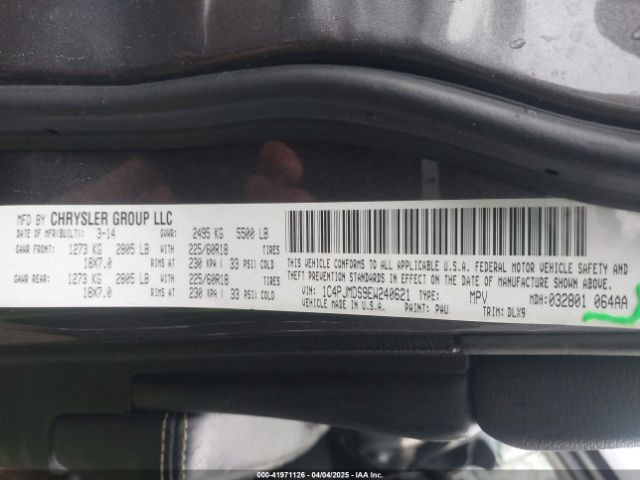 MFD BY CHRYSLER GROUP LLC
DATE OF MFR(BUILT): 3-14 GVWR: 2495 KG 5500 LB
GAWR FRONT: 1273 KG 2805 LB WITH 225/60R18 TIRES
18X7.0 RIMS AT 230 KPA ( 33 PSI) COLD
GAWR REAR: 1273 KG 2805 LB WITH 225/60R18 TIRES
18X7.0 RIMS AT 230 KPA ( 33 PSI) COLD
THIS VEHICLE CONFORMS TO ALL APPLICABLE U.S.A. FEDERAL MOTOR VEHICLE SAFETY AND
THEFT PREVENTION STANDARDS IN EFFECT ON THE DATE OF MANUFACTURE SHOWN ABOVE.
VIN: 1C4PJMDS9EW240621 TYPE: MPV MDH: 032801 064AA
VEHICLE MADE IN U.S.A. PAINT: PAU TRIM: DLX9
00-41971126 - 04/04/2025 - IAAI Inc.